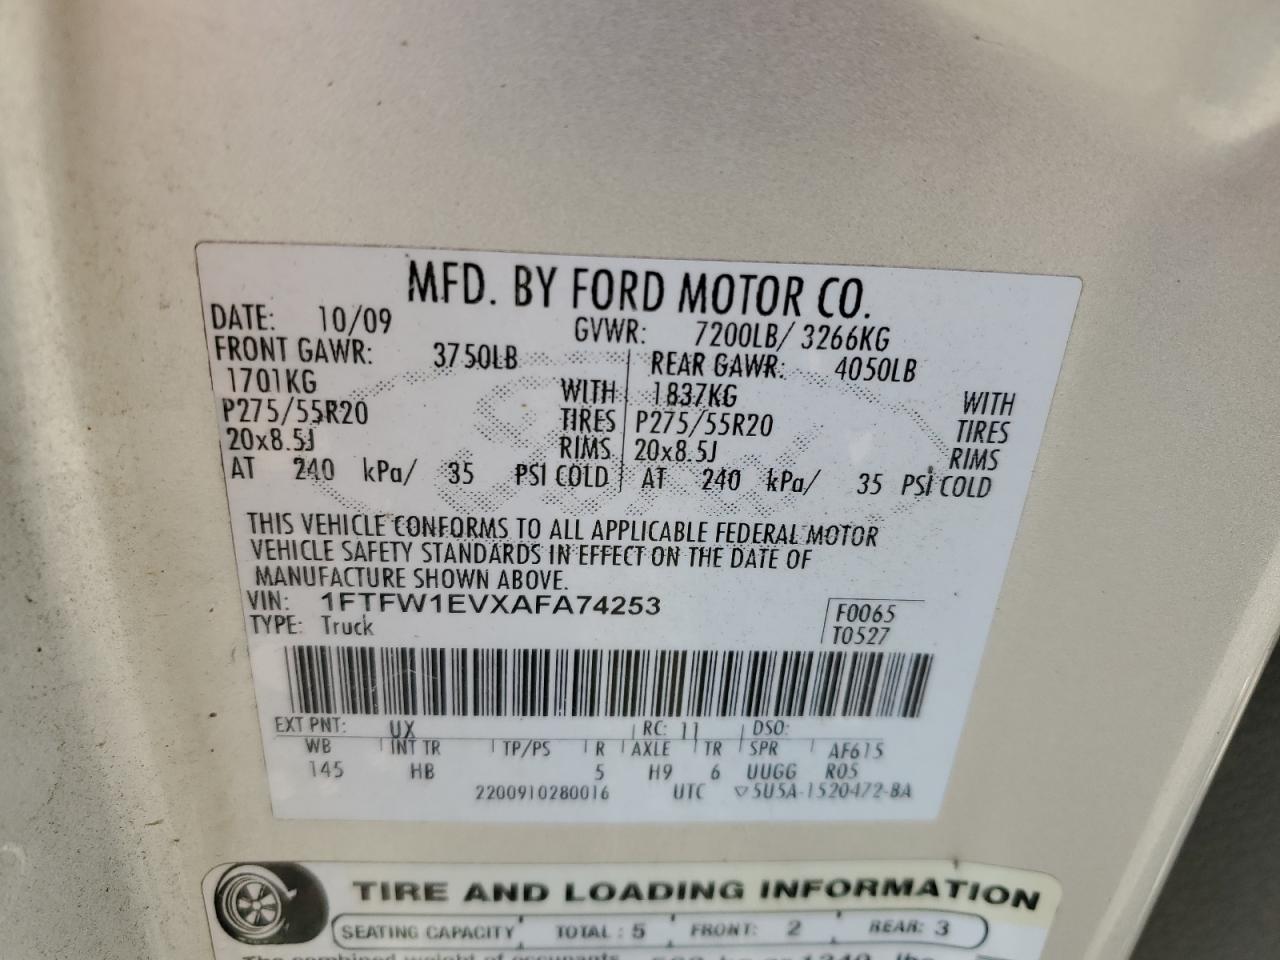 MFD. BY FORD MOTOR CO.
DATE: 10/09 GVWR: 7200LB/ 3266KG
FRONT GAWR: 3750LB REAR GAWR: 4050LB
1701KG WITH 1837KG WITH
P275/55R20 TIRES P275/55R20 TIRES
20x8.5J RIMS 20x8.5J RIMS
AT 240 kPa/ 35 PSI COLD AT 240 kPa/ 35 PSI COLD
THIS VEHICLE CONFORMS TO ALL APPLICABLE FEDERAL MOTOR
VEHICLE SAFETY STANDARDS IN EFFECT ON THE DATE OF
MANUFACTURE SHOWN ABOVE.
VIN: 1FTFW1EVXAFA74253 F0065
TYPE: Truck T0527
EXT PNT: UX RC: 11 DSO:
WB INT TR TP/PS R AXLE TR SPR AF615
145 HB 5 H9 6 UUGG R05
2200910280016 UTC ▽5U5A-1520472-BA
TIRE AND LOADING INFORMATION
SEATING CAPACITY TOTAL : 5 FRONT: 2 REAR: 3
The combined weight of occupants